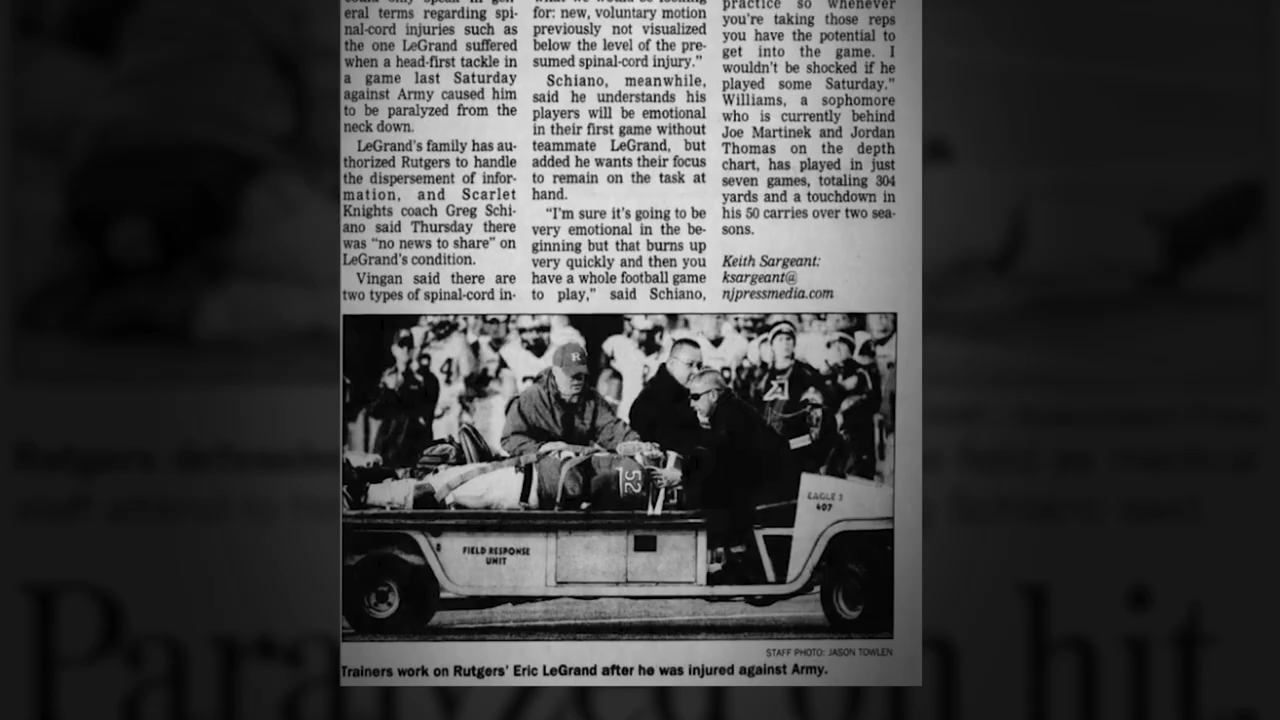 eral terms regarding spi-
nal-cord injuries such as
the one LeGrand suffered
when a head-first tackle in
a game last Saturday
against Army caused him
to be paralyzed from the
neck down.
LeGrand's family has au-
thorized Rutgers to handle
the dispersement of infor-
mation, and Scarlet
Knights coach Greg Schi-
ano said Thursday there
was “no news to share” on
LeGrand's condition.
Vingan said there are
two types of spinal-cord in-
for: new, voluntary motion
previously not visualized
below the level of the pre-
sumed spinal-cord injury.”
Schiano, meanwhile,
said he understands his
players will be emotional
in their first game without
teammate LeGrand, but
added he wants their focus
to remain on the task at
hand.
“I'm sure it's going to be
very emotional in the be-
ginning but that burns up
very quickly and then you
have a whole football game
to play,” said Schiano,
practice so whenever
you're taking those reps
you have the potential to
get into the game. I
wouldn't be shocked if he
played some Saturday.”
Williams, a sophomore
who is currently behind
Joe Martinek and Jordan
Thomas on the depth
chart, has played in just
seven games, totaling 304
yards and a touchdown in
his 50 carries over two sea-
sons.
Keith Sargeant:
ksargeant@
njpressmedia.com
R
52
EAGLE 3
407
FIELD RESPONSE
UNIT
STAFF PHOTO: JASON TOWLEN
Trainers work on Rutgers' Eric LeGrand after he was injured against Army.
Paralyzed on hit